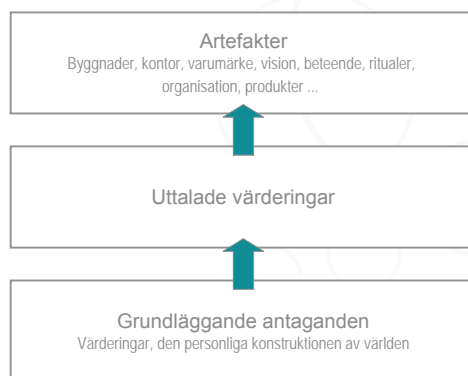 Artefakter
Byggnader, kontor, varumärke, vision, beteende, ritualer,
organisation, produkter ...
Uttalade värderingar
Grundläggande antaganden
Värderingar, den personliga konstruktionen av världen